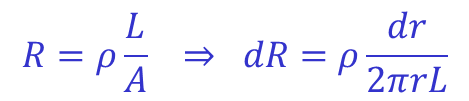 R = ρ L/A ⇒ dR = ρ dr/2πrL